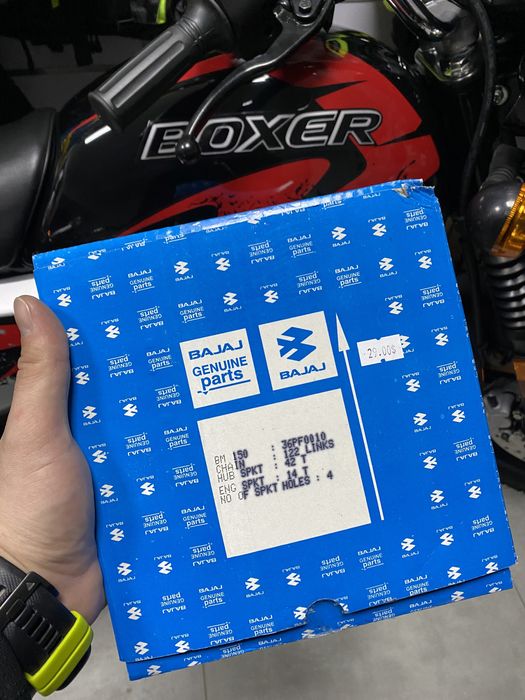 BOXER
BAJAJ
GENUINE
parts
BAJAJ
29.00$
BM 150 : 36PF0010
CHAIN : 122 LINKS
HUB SPKT : 42 T
ENG SPKT : 14 T
NO OF SPKT HOLES : 4